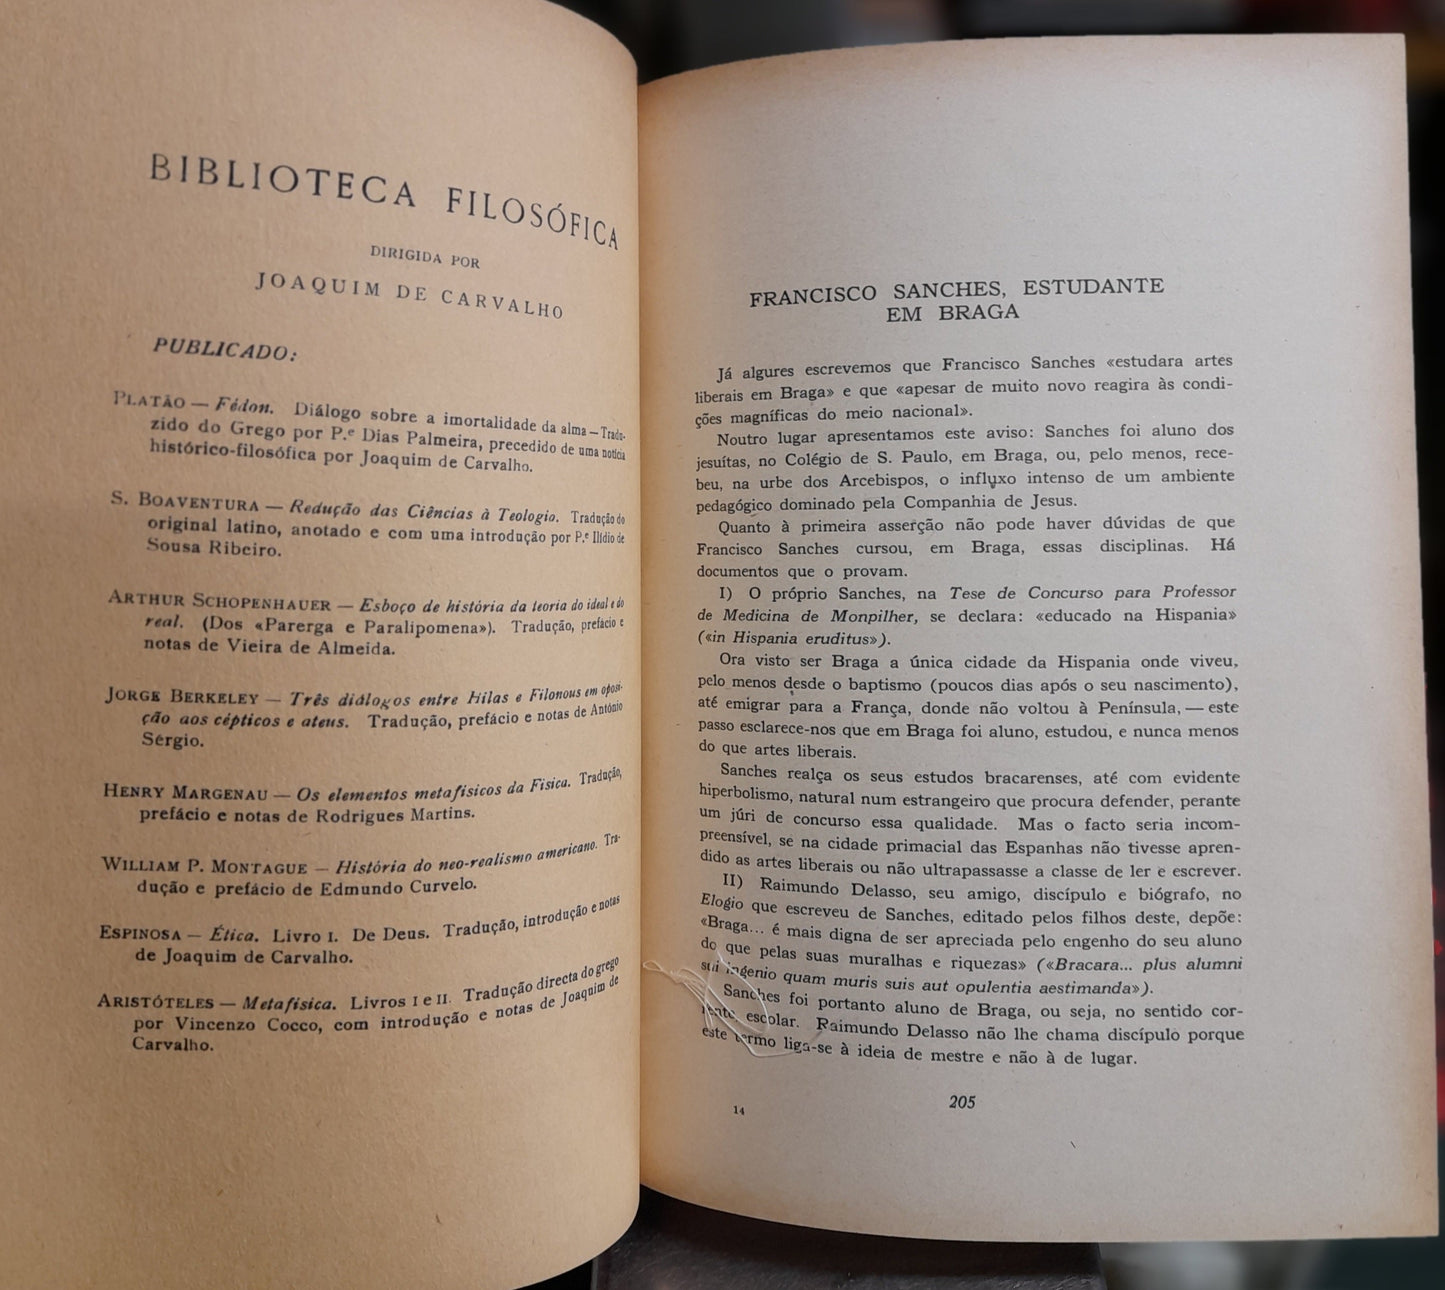 BIBLIOTECA FILOSÓFICA
DIRIGIDA POR
JOAQUIM DE CARVALHO
PUBLICADO:
PLATÃO — Fédon. Diálogo sobre a imortalidade da alma — Tradu-
zido do Grego por P.e Dias Palmeira, precedido de uma notícia
histórico-filosófica por Joaquim de Carvalho.
S. BOAVENTURA — Redução das Ciências à Teologia. Tradução do
original latino, anotado e com uma introdução por P.e Ilídio de
Sousa Ribeiro.
ARTHUR SCHOPENHAUER — Esboço de história da teoria do ideal e do
real. (Dos «Parerga e Paralipomena»). Tradução, prefácio e
notas de Vieira de Almeida.
JORGE BERKELEY — Três diálogos entre Hilas e Filonous em oposi-
ção aos cépticos e ateus. Tradução, prefácio e notas de António
Sérgio.
HENRY MARGENAU — Os elementos metafísicos da Física. Tradução,
prefácio e notas de Rodrigues Martins.
WILLIAM P. MONTAGUE — História do neo-realismo americano. Tra-
dução e prefácio de Edmundo Curvelo.
ESPINOSA — Ética. Livro I. De Deus. Tradução, introdução e notas
de Joaquim de Carvalho.
ARISTÓTELES — Metafísica. Livros I e II. Tradução directa do grego
por Vincenzo Cocco, com introdução e notas de Joaquim de
Carvalho.
FRANCISCO SANCHES, ESTUDANTE
EM BRAGA
Já algures escrevemos que Francisco Sanches «estudara artes
liberais em Braga» e que «apesar de muito novo reagira às condi-
ções magníficas do meio nacional».
Noutro lugar apresentamos este aviso: Sanches foi aluno dos
jesuítas, no Colégio de S. Paulo, em Braga, ou, pelo menos, rece-
beu, na urbe dos Arcebispos, o influxo intenso de um ambiente
pedagógico dominado pela Companhia de Jesus.
Quanto à primeira asserção não pode haver dúvidas de que
Francisco Sanches cursou, em Braga, essas disciplinas. Há
documentos que o provam.
I) O próprio Sanches, na Tese de Concurso para Professor
de Medicina de Monpilher, se declara: «educado na Hispania»
(«in Hispania eruditus»).
Ora visto ser Braga a única cidade da Hispania onde viveu,
pelo menos desde o baptismo (poucos dias após o seu nascimento),
até emigrar para a França, donde não voltou à Península, — este
passo esclarece-nos que em Braga foi aluno, estudou, e nunca menos
do que artes liberais.
Sanches realça os seus estudos bracarenses, até com evidente
hiperbolismo, natural num estrangeiro que procura defender, perante
um júri de concurso essa qualidade. Mas o facto seria incom-
preensível, se na cidade primacial das Espanhas não tivesse apren-
dido as artes liberais ou não ultrapassasse a classe de ler e escrever.
II) Raimundo Delasso, seu amigo, discípulo e biógrafo, no
Elogio que escreveu de Sanches, editado pelos filhos deste, depõe:
«Braga... é mais digna de ser apreciada pelo engenho do seu aluno
do que pelas suas muralhas e riquezas» («Bracara... plus alumni
sui ingenio quam muris suis aut opulentia aestimanda»).
Sanches foi portanto aluno de Braga, ou seja, no sentido cor-
rente escolar. Raimundo Delasso não lhe chama discípulo porque
este termo liga-se à ideia de mestre e não à de lugar.
14
205